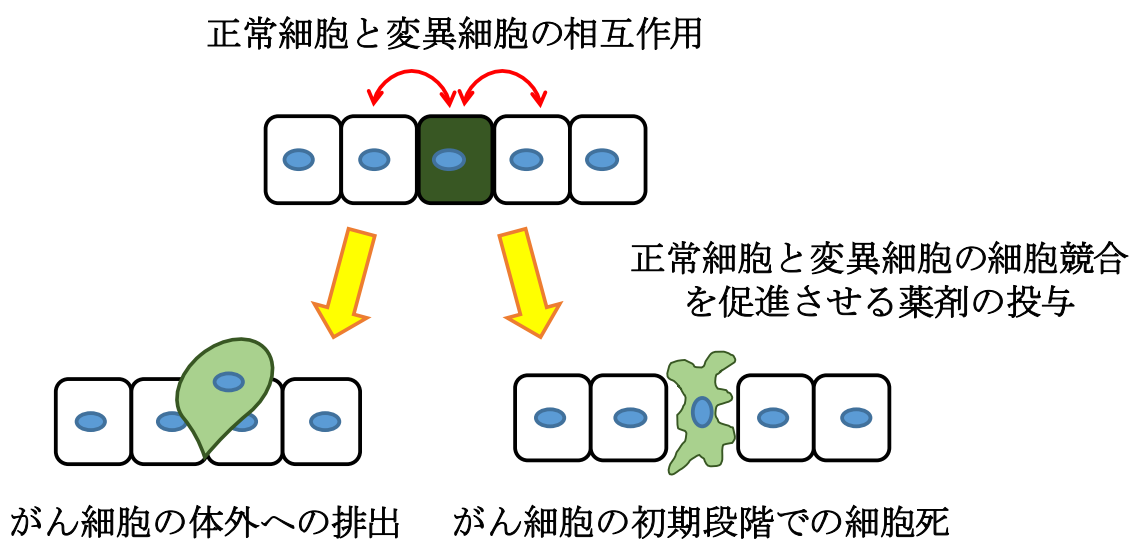 正常細胞と変異細胞の相互作用
正常細胞と変異細胞の細胞競合
を促進させる薬剤の投与
がん細胞の体外への排出
がん細胞の初期段階での細胞死